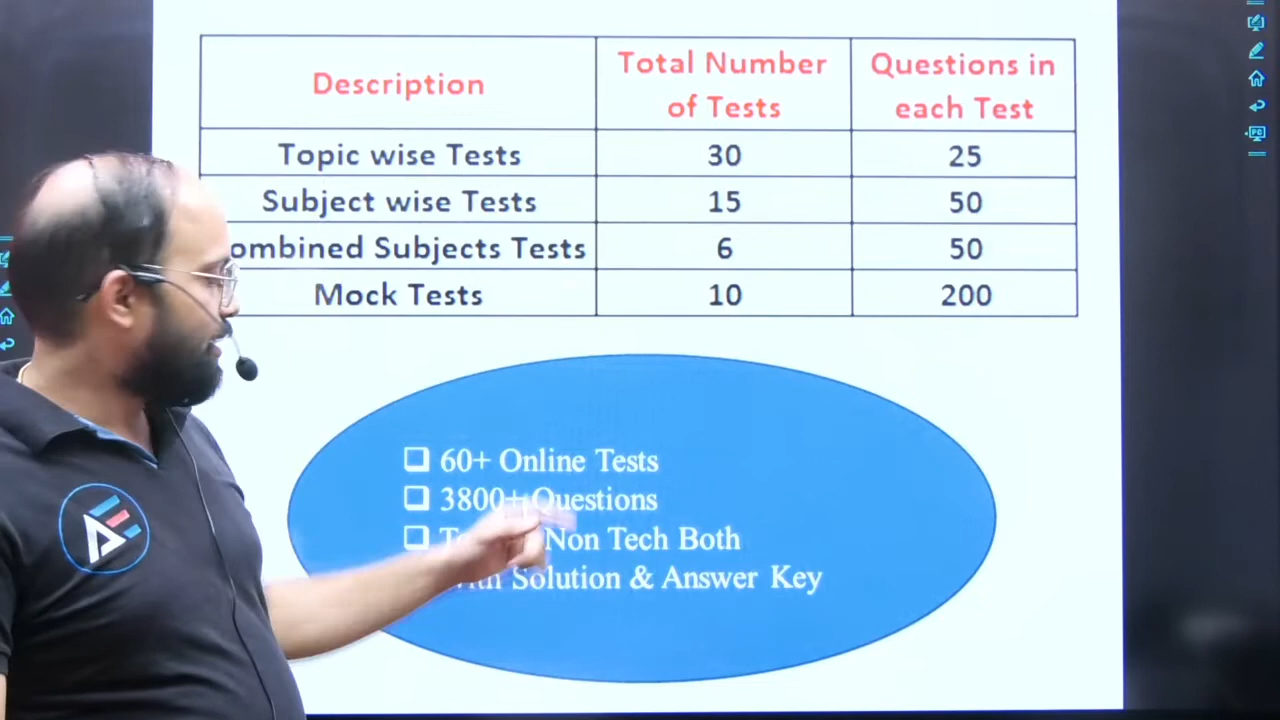 Description Total Number of Tests Questions in each Test
Topic wise Tests 30 25
Subject wise Tests 15 50
ombined Subjects Tests 6 50
Mock Tests 10 200
60+ Online Tests
3800+ Questions
Non Tech Both
Solution & Answer Key